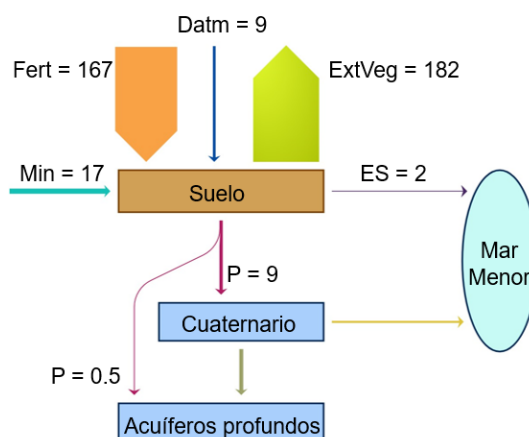 Datm = 9
Fert = 167
ExtVeg = 182
Min = 17
Suelo
ES = 2
Mar
Menor
P = 9
Cuaternario
P = 0.5
Acuíferos profundos